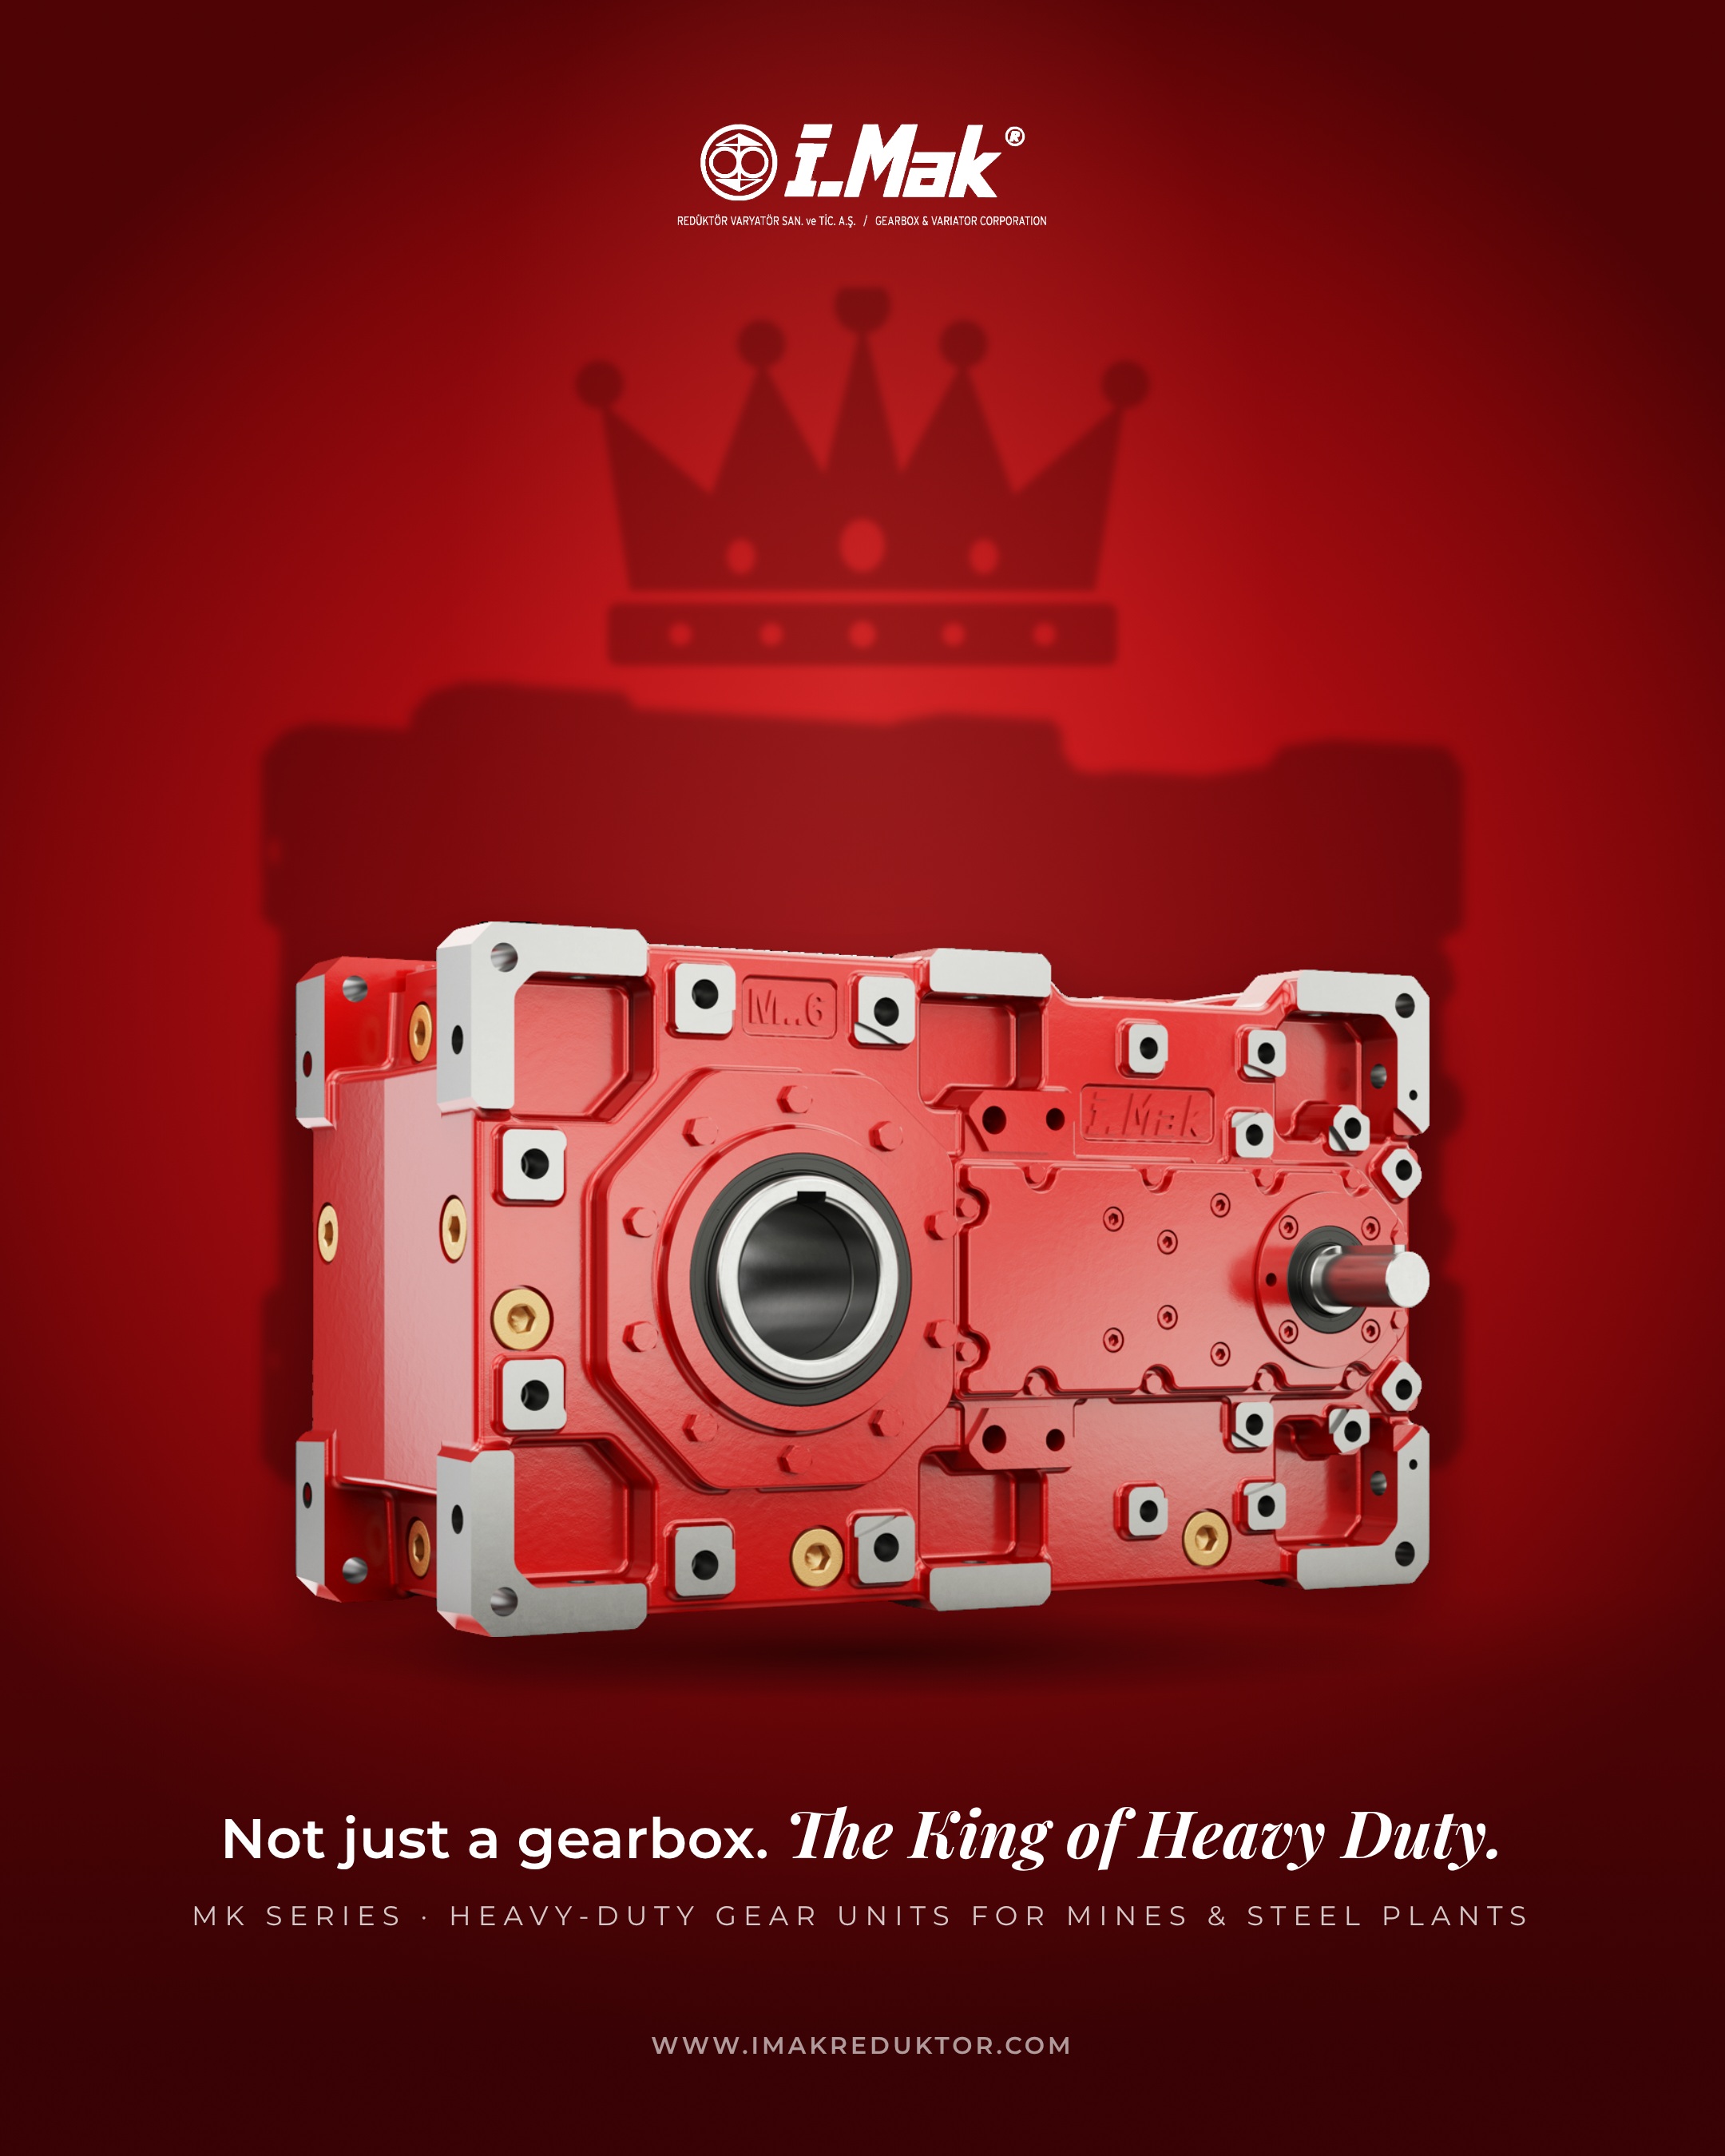 i.Mak®
REDÜKTÖR VARYATÖR SAN. ve TİC. A.Ş. / GEARBOX & VARIATOR CORPORATION
M..6
i.Mak
Not just a gearbox. The King of Heavy Duty.
MK SERIES · HEAVY-DUTY GEAR UNITS FOR MINES & STEEL PLANTS
WWW.IMAKREDUKTOR.COM